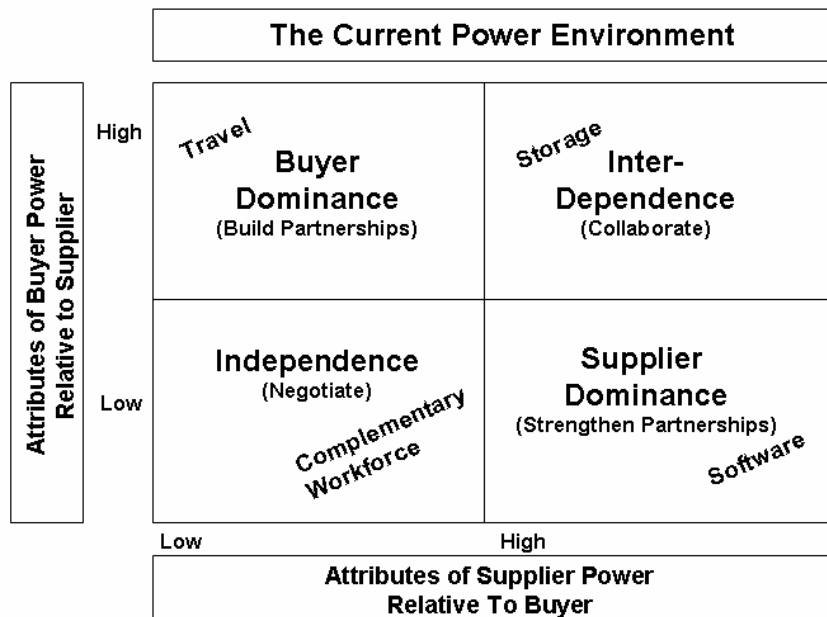 The Current Power Environment
Attributes of Buyer Power
Relative to Supplier
High
Low
Travel
Buyer
Dominance
(Build Partnerships)
Storage
Inter-
Dependence
(Collaborate)
Independence
(Negotiate)
Complementary
Workforce
Supplier
Dominance
(Strengthen Partnerships)
Software
Low
High
Attributes of Supplier Power
Relative To Buyer